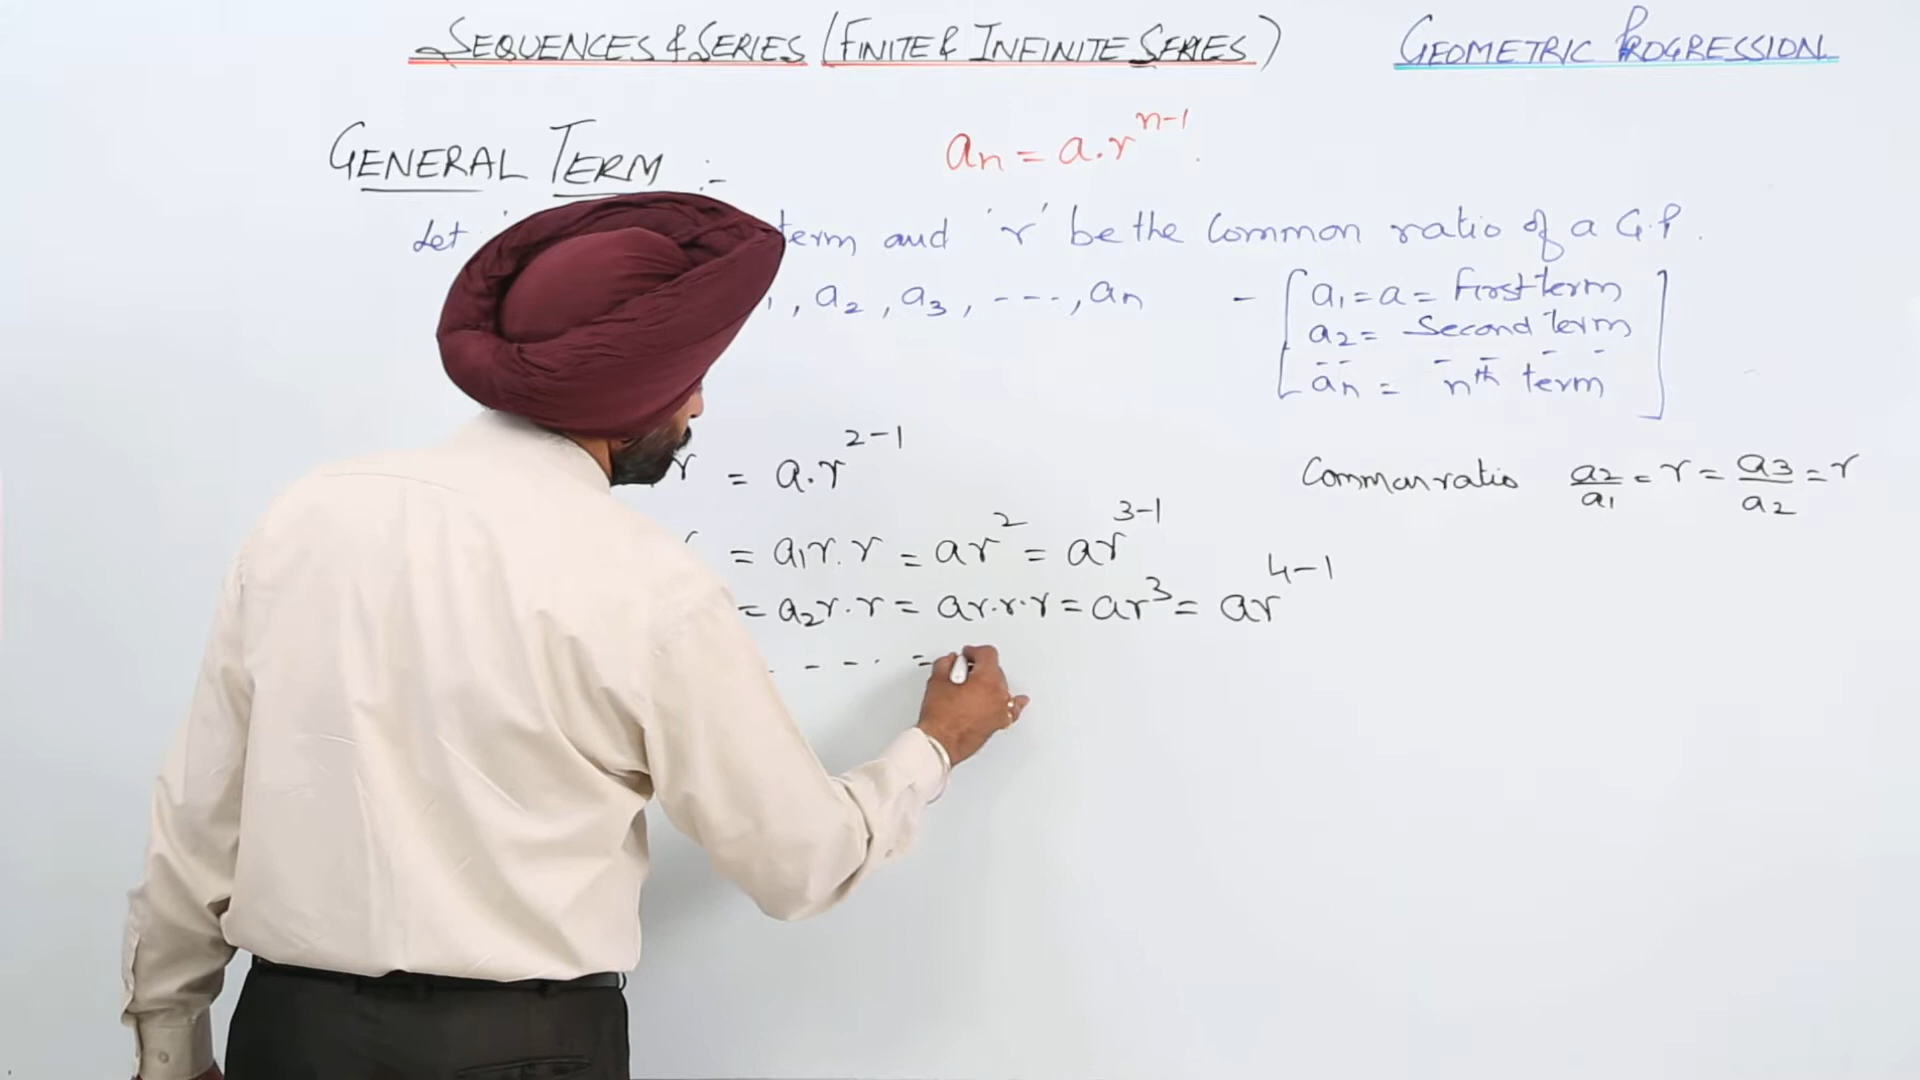 SEQUENCES & SERIES (FINITE & INFINITE SERIES) GEOMETRIC PROGRESSION
GENERAL TERM :- an = a.r^n-1.
Let term and 'r' be the Common ratio of a G.P.
, a2, a3, ----, an - [a1 = a = First term
a2 = Second term
-- - - - -
an = nth term]
r = a.r^2-1
Common ratio a2/a1 = r = a3/a2 = r
= a1r.r = ar^2 = ar^3-1
= a2r.r = ar.r.r = ar^3 = ar^4-1
. - - . =